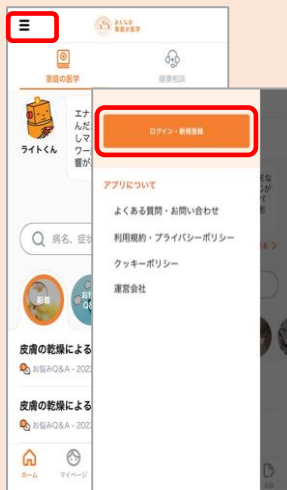 みんなの
家庭の医学
家庭の医学
健康相談
エナ
んだ
しマ
ワー
響が
ライトくん
病名、症状
新着
皮膚の乾燥による
お悩みQ&A - 202
皮膚の乾燥による
お悩みQ&A - 202
ホーム
マイページ
ログイン・新規登録
アプリについて
よくある質問・お問い合わせ
利用規約・プライバシーポリシー
クッキーポリシー
運営会社